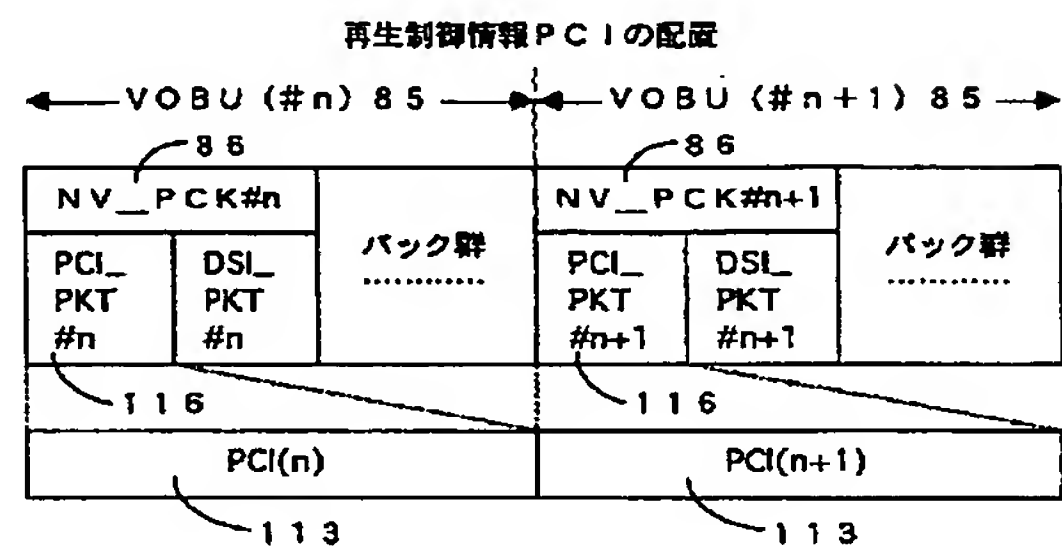 再生制御情報PCIの配置
VOBU (#n) 85
VOBU (#n+1) 85
86
86
NV_PCK#n
NV_PCK#n+1
PCI_
PKT
#n
DSI_
PKT
#n
パック群
…………
PCI_
PKT
#n+1
DSI_
PKT
#n+1
パック群
…………
116
116
PCI(n)
PCI(n+1)
113
113